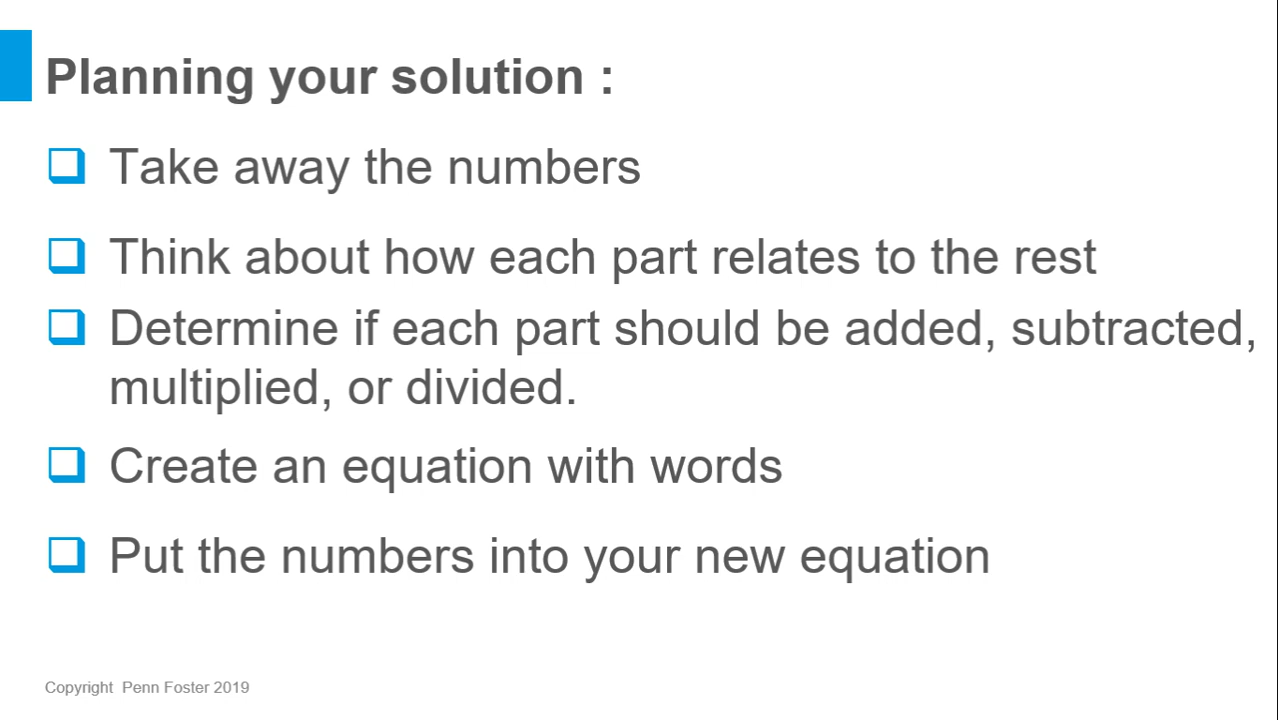 Planning your solution :
Take away the numbers
Think about how each part relates to the rest
Determine if each part should be added, subtracted,
multiplied, or divided.
Create an equation with words
Put the numbers into your new equation
Copyright Penn Foster 2019